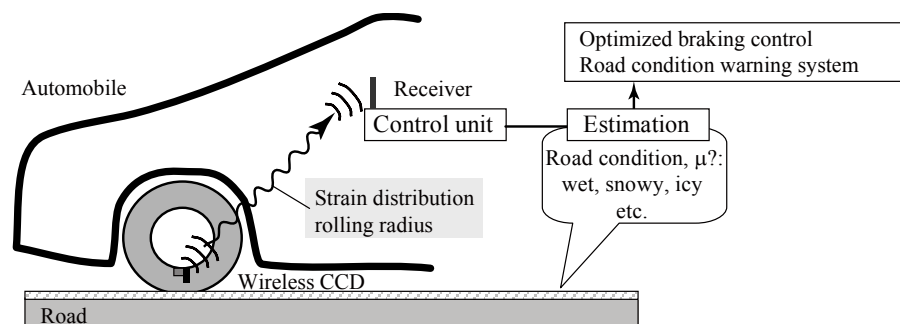 Optimized braking control
Road condition warning system
Automobile
Receiver
Control unit
Estimation
Road condition, μ?:
wet, snowy, icy
etc.
Strain distribution
rolling radius
Wireless CCD
Road